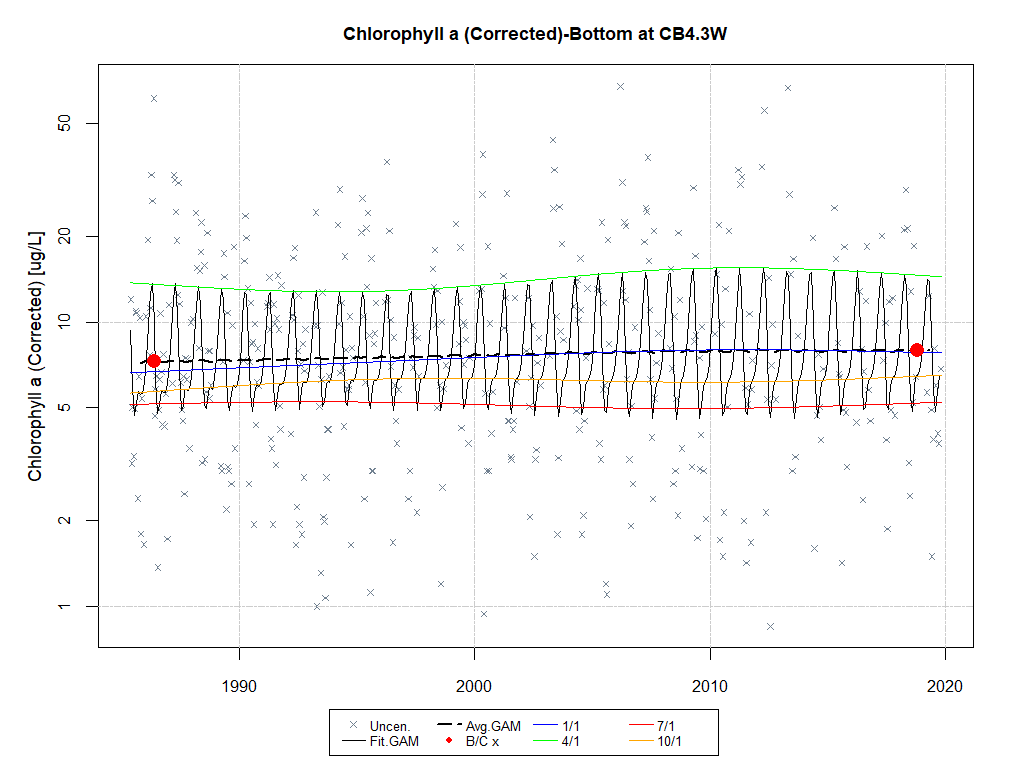 Chlorophyll a (Corrected)-Bottom at CB4.3W
Chlorophyll a (Corrected) [ug/L]
50
20
10
5
2
1
1990 2000 2010 2020
Uncen. Avg.GAM 1/1 7/1
Fit.GAM B/C x 4/1 10/1